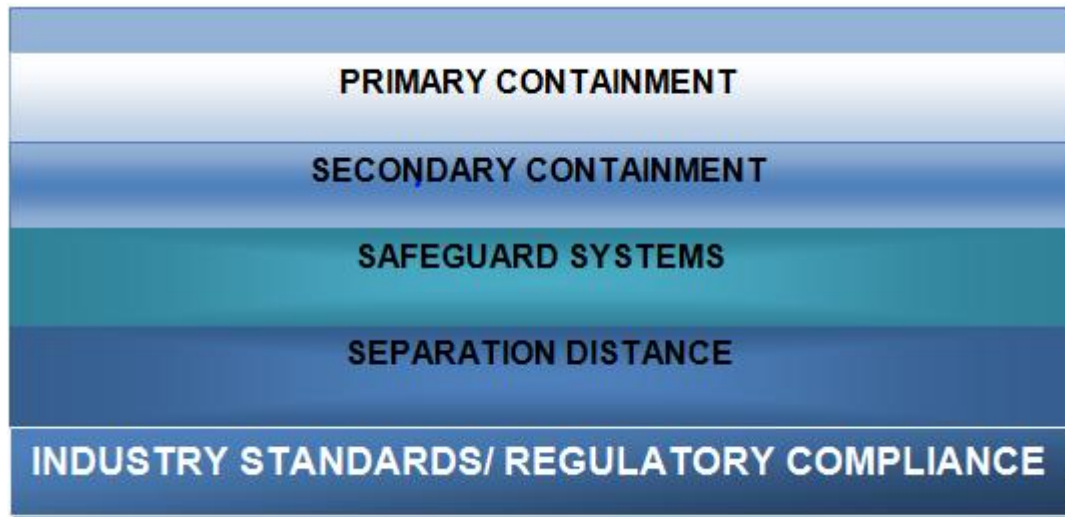 PRIMARY CONTAINMENT
SECONDARY CONTAINMENT
SAFEGUARD SYSTEMS
SEPARATION DISTANCE
INDUSTRY STANDARDS/ REGULATORY COMPLIANCE